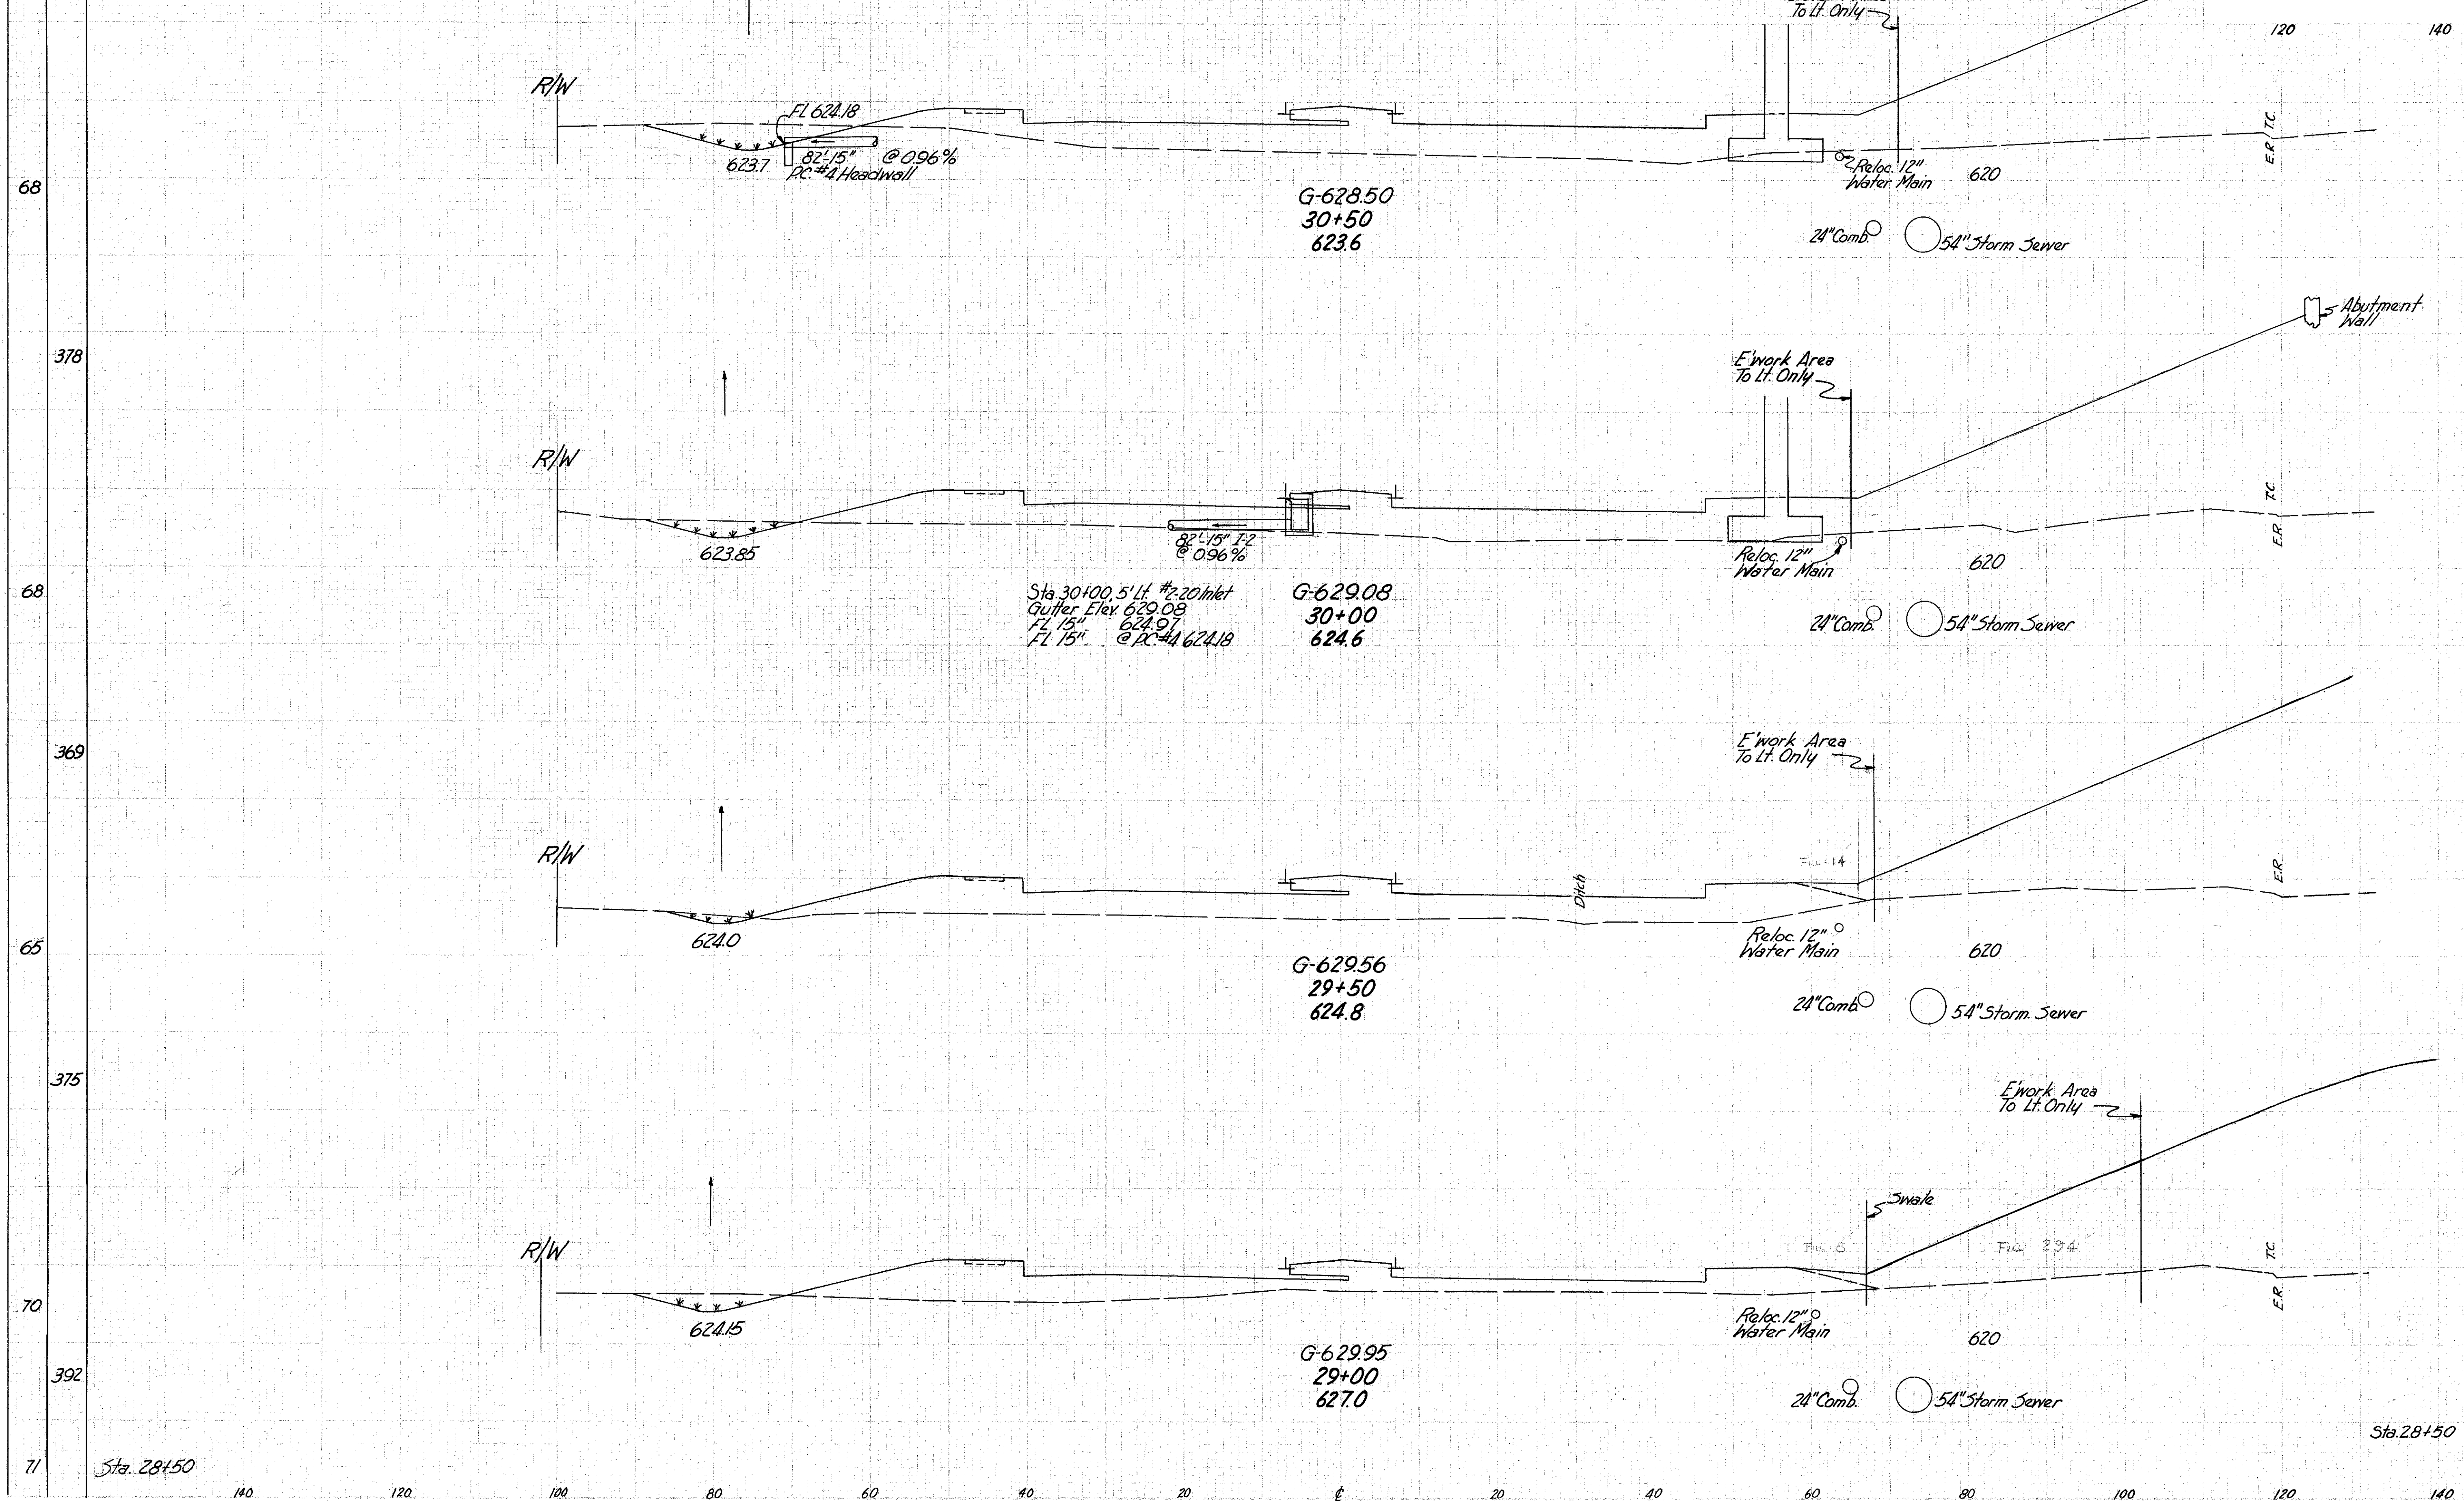 To Lt. Only
120
140
R/W
FL 624.18
623.7
82'-15" @ 0.96%
P.C. #4 Headwall
68
G-628.50
30+50
623.6
Reloc. 12"
Water Main
620
E.R.
T.C.
24" Comb.
54" Storm Sewer
Abutment
Wall
378
E'work Area
To Lt. Only
R/W
623.85
82'-15" I-2
@ 0.96%
Reloc. 12"
Water Main
620
E.R.
T.C.
68
Sta. 30+00, 5' Lt. #2-20 Inlet
Gutter Elev. 629.08
FL 15" 624.97
FL 15" @ P.C. #4 624.18
G-629.08
30+00
624.6
24" Comb.
54" Storm Sewer
369
E'work Area
To Lt. Only
R/W
Fill-14
Ditch
E.R.
624.0
65
Reloc. 12"
Water Main
620
G-629.56
29+50
624.8
24" Comb.
54" Storm Sewer
375
E'work Area
To Lt. Only
Swale
R/W
Fill 294
E.R.
T.C.
70
624.15
Reloc. 12"
Water Main
620
G-629.95
29+00
627.0
392
24" Comb.
54" Storm Sewer
Sta. 28+50
71
Sta. 28+50
140 120 100 80 60 40 20 ℄ 20 40 60 80 100 120 140